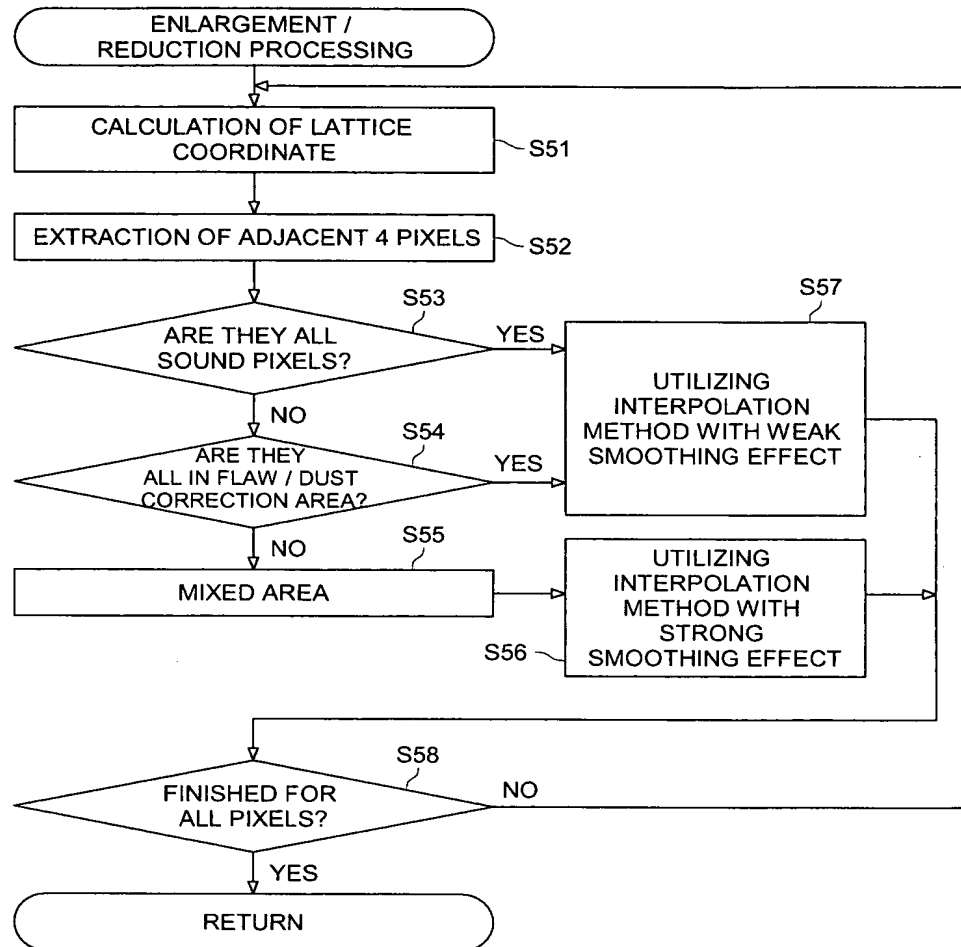 ENLARGEMENT /
REDUCTION PROCESSING
CALCULATION OF LATTICE
COORDINATE
S51
EXTRACTION OF ADJACENT 4 PIXELS
S52
S53
ARE THEY ALL
SOUND PIXELS?
YES
NO
S57
UTILIZING
INTERPOLATION
METHOD WITH WEAK
SMOOTHING EFFECT
S54
ARE THEY
ALL IN FLAW / DUST
CORRECTION AREA?
YES
NO
S55
MIXED AREA
UTILIZING
INTERPOLATION
METHOD WITH
STRONG
SMOOTHING EFFECT
S56
S58
FINISHED FOR
ALL PIXELS?
NO
YES
RETURN